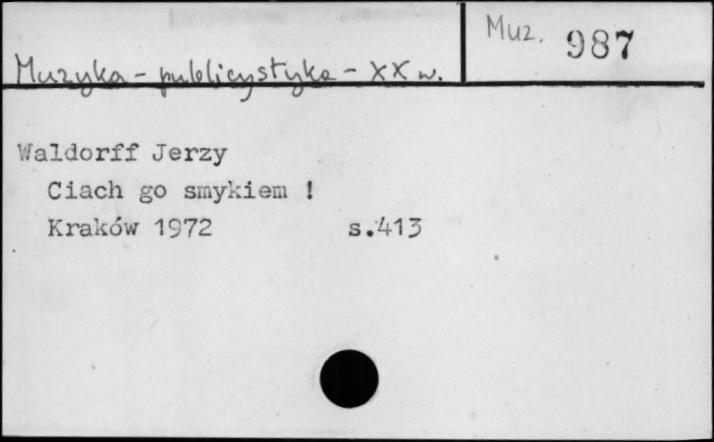 Muzyka - publicystyka - XX w.
Muz. 987
Waldorff Jerzy
Ciach go smykiem !
Kraków 1972 s.413